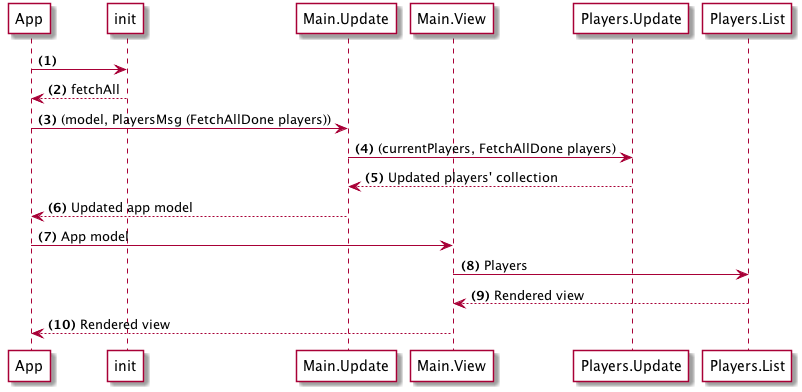 App init Main.Update Main.View Players.Update Players.List
(1)
(2) fetchAll
(3) (model, PlayersMsg (FetchAllDone players))
(4) (currentPlayers, FetchAllDone players)
(5) Updated players' collection
(6) Updated app model
(7) App model
(8) Players
(9) Rendered view
(10) Rendered view
App init Main.Update Main.View Players.Update Players.List